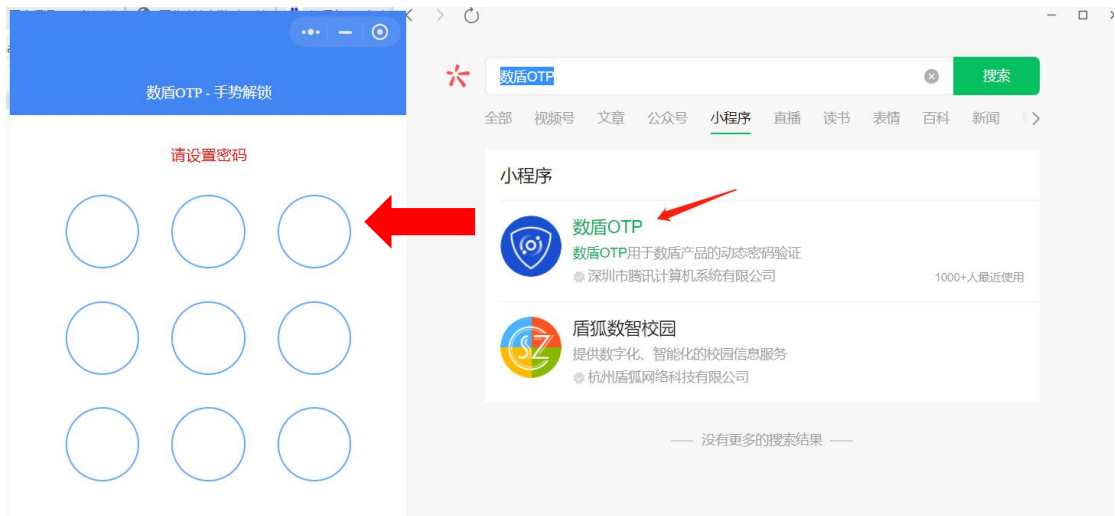 数盾OTP - 手势解锁
请设置密码
数盾OTP
搜索
全部 视频号 文章 公众号 小程序 直播 读书 表情 百科 新闻
小程序
数盾OTP
数盾OTP用于数盾产品的动态密码验证
深圳市腾讯计算机系统有限公司
1000+人最近使用
SZ
盾狐数智校园
提供数字化、智能化的校园信息服务
杭州盾狐网络科技有限公司
没有更多的搜索结果